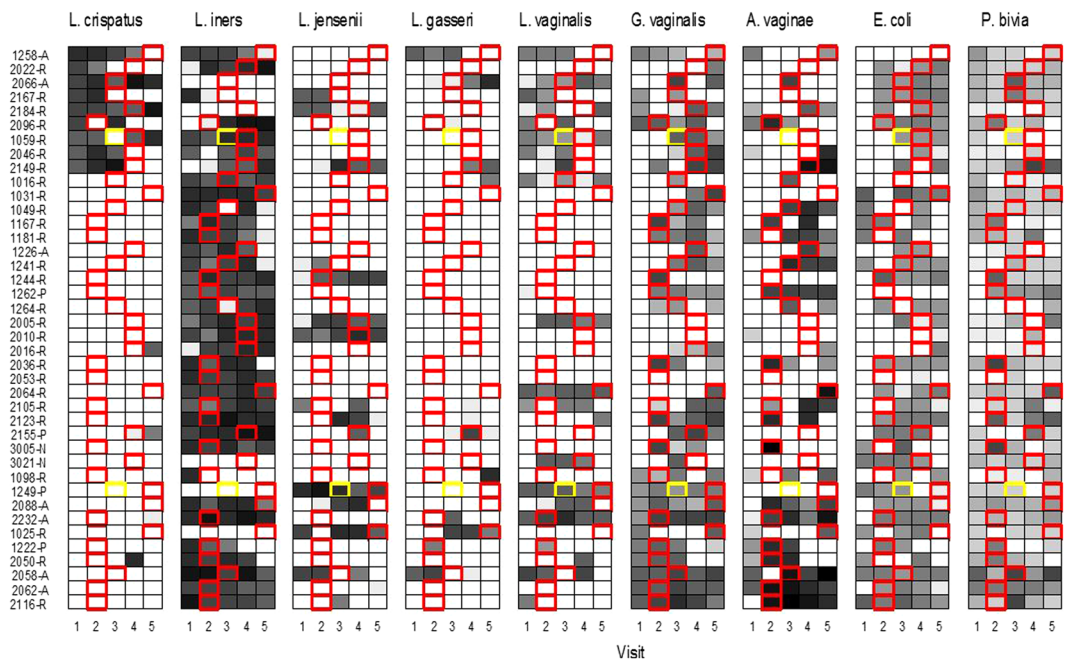 L. crispatus L. iners L. jensenii L. gasseri L. vaginalis G. vaginalis A. vaginae E. coli P. bivia
1258-A
2022-R
2066-A
2167-R
2184-R
2096-R
1059-R
2046-R
2149-R
1016-R
1031-R
1049-R
1167-R
1181-R
1226-A
1241-R
1244-R
1262-P
1264-R
2005-R
2010-R
2016-R
2036-R
2053-R
2064-R
2105-R
2123-R
2155-P
3005-N
3021-N
1098-R
1249-P
2088-A
2232-A
1025-R
1222-P
2050-R
2058-A
2062-A
2116-R
1 2 3 4 5 1 2 3 4 5 1 2 3 4 5 1 2 3 4 5 1 2 3 4 5 1 2 3 4 5 1 2 3 4 5 1 2 3 4 5 1 2 3 4 5
Visit